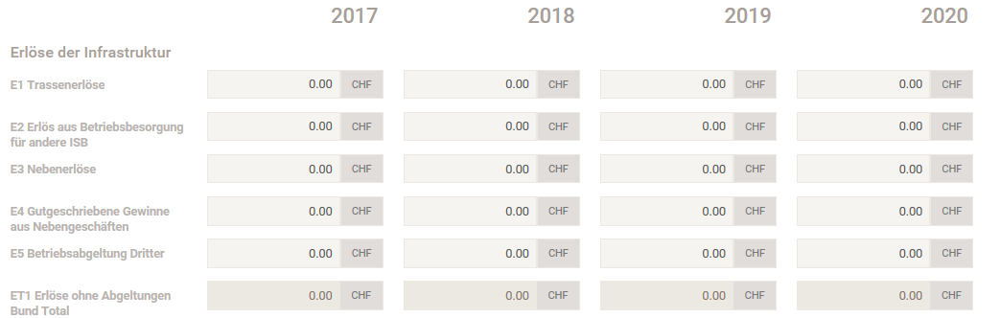 2017 2018 2019 2020
Erlöse der Infrastruktur
E1 Trassenerlöse 0.00 CHF 0.00 CHF 0.00 CHF 0.00 CHF
E2 Erlös aus Betriebsbesorgung
für andere ISB 0.00 CHF 0.00 CHF 0.00 CHF 0.00 CHF
E3 Nebenerlöse 0.00 CHF 0.00 CHF 0.00 CHF 0.00 CHF
E4 Gutgeschriebene Gewinne
aus Nebengeschäften 0.00 CHF 0.00 CHF 0.00 CHF 0.00 CHF
E5 Betriebsabgeltung Dritter 0.00 CHF 0.00 CHF 0.00 CHF 0.00 CHF
ET1 Erlöse ohne Abgeltungen
Bund Total 0.00 CHF 0.00 CHF 0.00 CHF 0.00 CHF